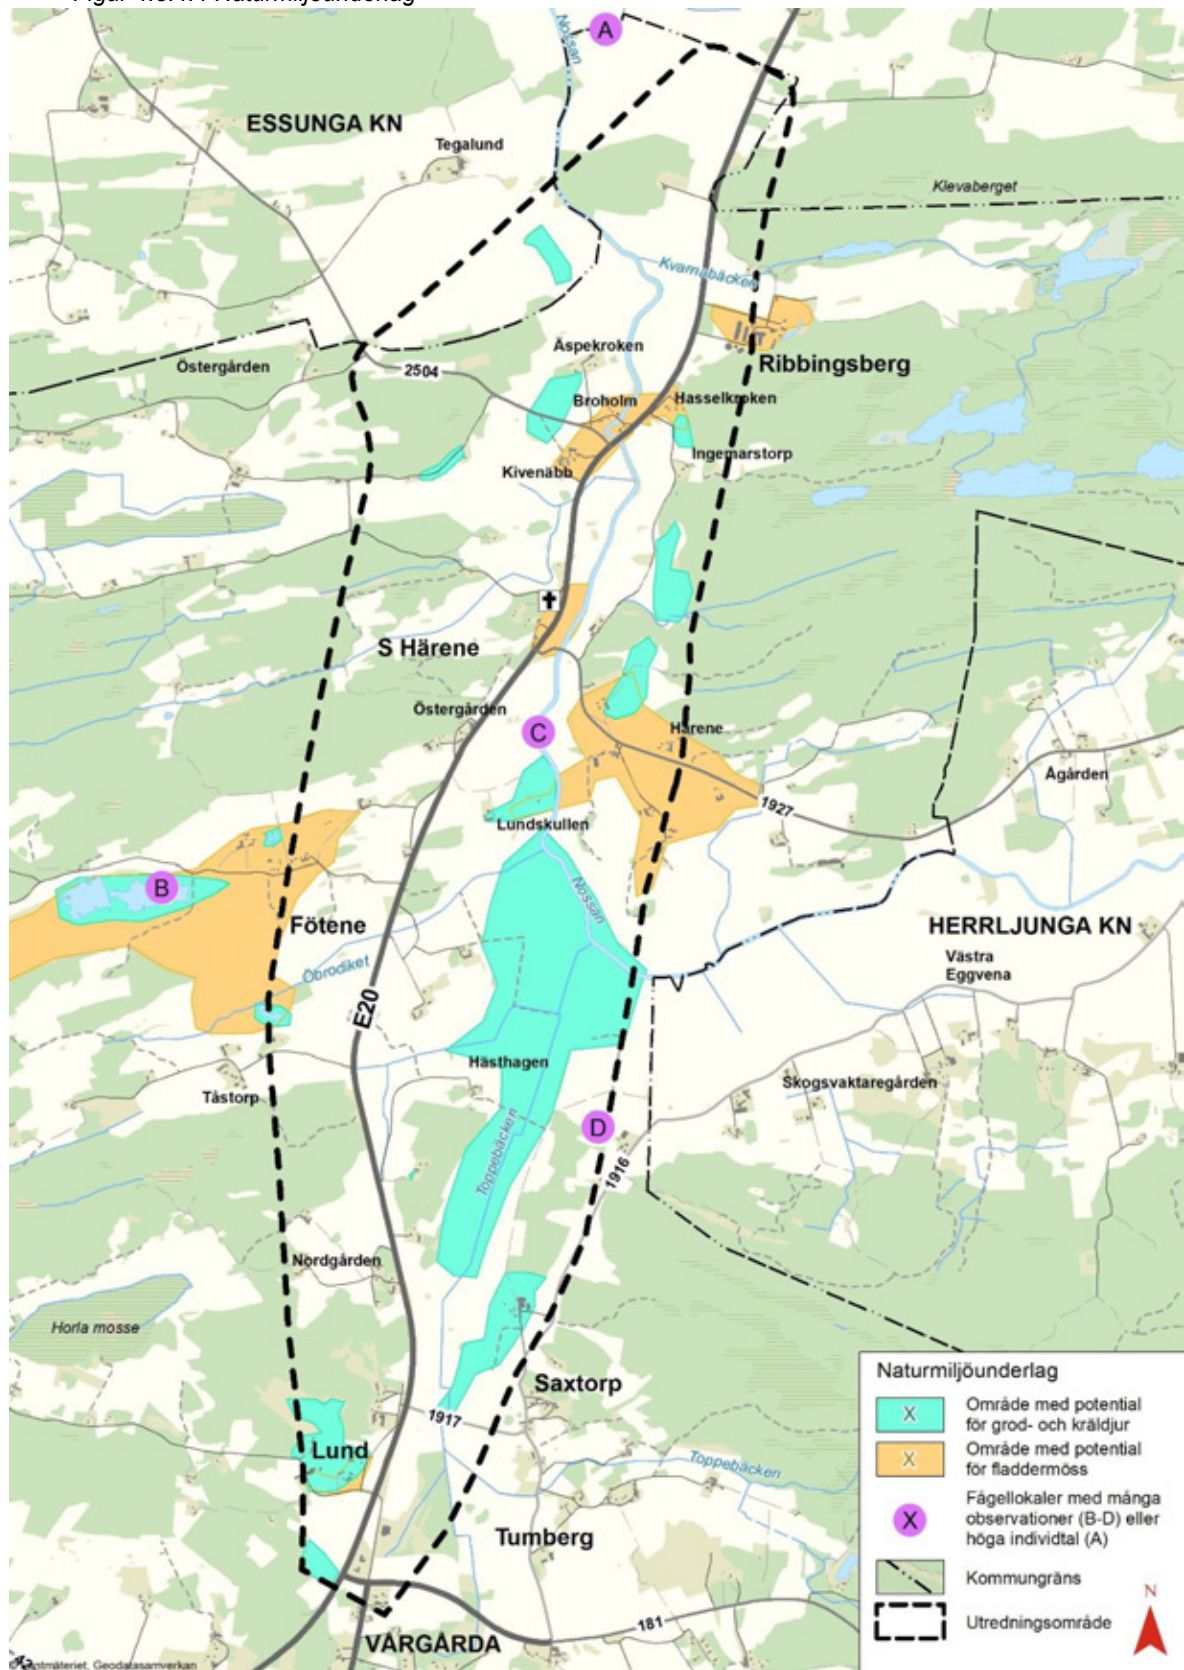 Nossan
A
ESSUNGA KN
Tegalund
Klevaberget
Kvarnabäcken
Äspekroken
Ribbingsberg
Östergården
2504
Broholm
Hasselkroken
Ingemarstorp
Kivenäbb
S Härene
Östergården
C
Härene
Ågården
1927
Lundskullen
B
Nossan
Fötene
HERRLJUNGA KN
Öbrodiket
Västra
Eggvena
E20
Hästhagen
Skogsvaktaregården
Tåstorp
D
Toppebäcken
1916
Nordgården
Horla mosse
Saxtorp
1917
Lund
Toppebäcken
Tumberg
181
VÅRGÅRDA
Geodatasamverkan
Naturmiljöunderlag
X
Område med potential
för grod- och kräldjur
X
Område med potential
för fladdermöss
X
Fågellokaler med många
observationer (B-D) eller
höga individtal (A)
Kommungräns
Utredningsområde
N